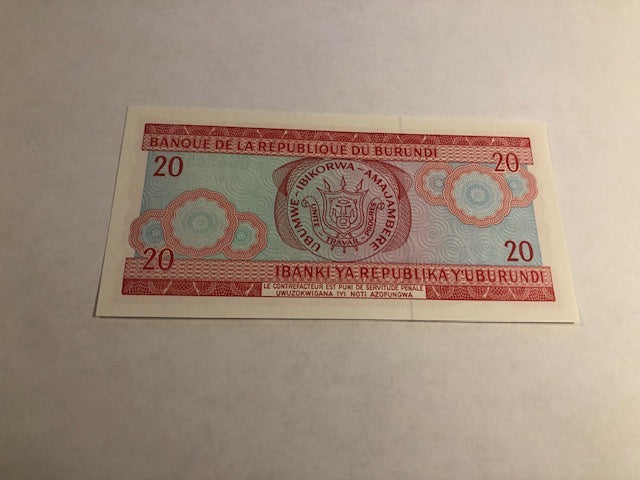 BANQUE DE LA REPUBLIQUE DU BURUNDI
20
20
UBUMWE - IBIKORWA - AMAJAMBERE
UNITE TRAVAIL PROGRES
20
20
IBANKI YA REPUBLIKA Y'UBURUNDI
LE CONTREFACTEUR EST PUNI DE SERVITUDE PENALE
UWUZOKWIGANA IYI NOTI AZOFUNGWA